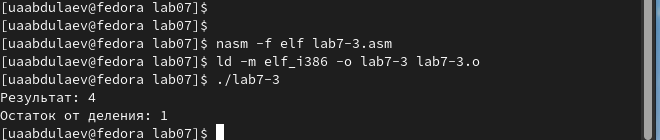 [uaabdulaev@fedora lab07]$
[uaabdulaev@fedora lab07]$
[uaabdulaev@fedora lab07]$ nasm -f elf lab7-3.asm
[uaabdulaev@fedora lab07]$ ld -m elf_i386 -o lab7-3 lab7-3.o
[uaabdulaev@fedora lab07]$ ./lab7-3
Результат: 4
Остаток от деления: 1
[uaabdulaev@fedora lab07]$